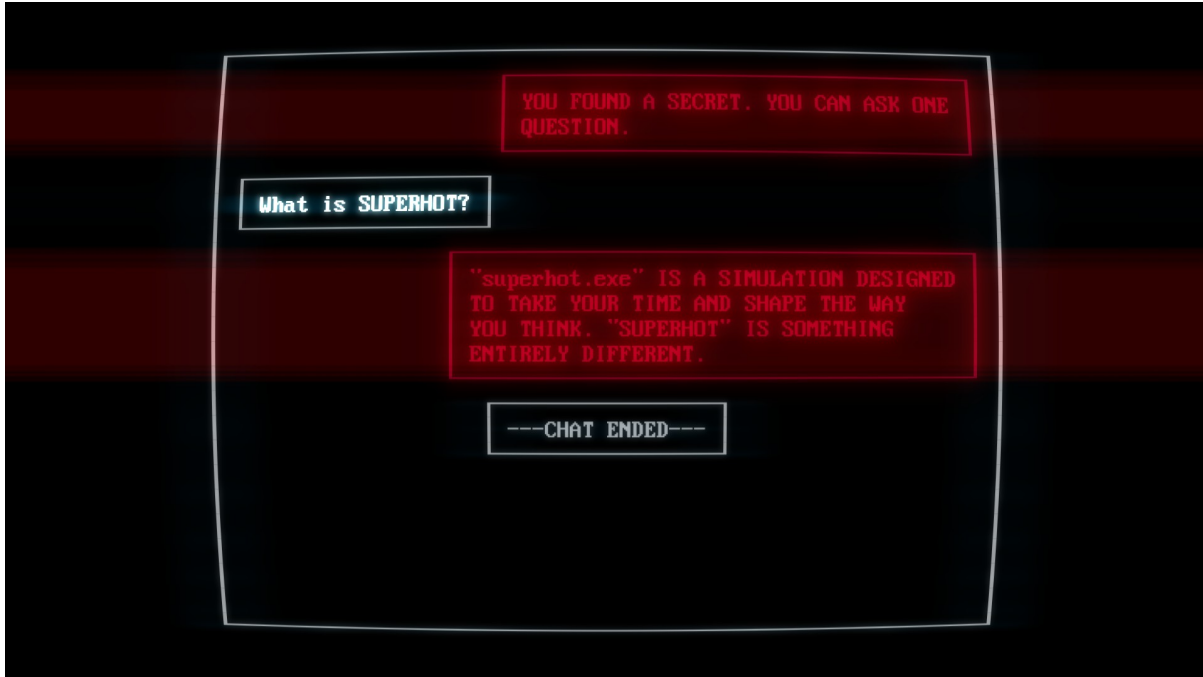 YOU FOUND A SECRET. YOU CAN ASK ONE
QUESTION.
What is SUPERHOT?
"superhot.exe" IS A SIMULATION DESIGNED
TO TAKE YOUR TIME AND SHAPE THE WAY
YOU THINK. "SUPERHOT" IS SOMETHING
ENTIRELY DIFFERENT.
---CHAT ENDED---